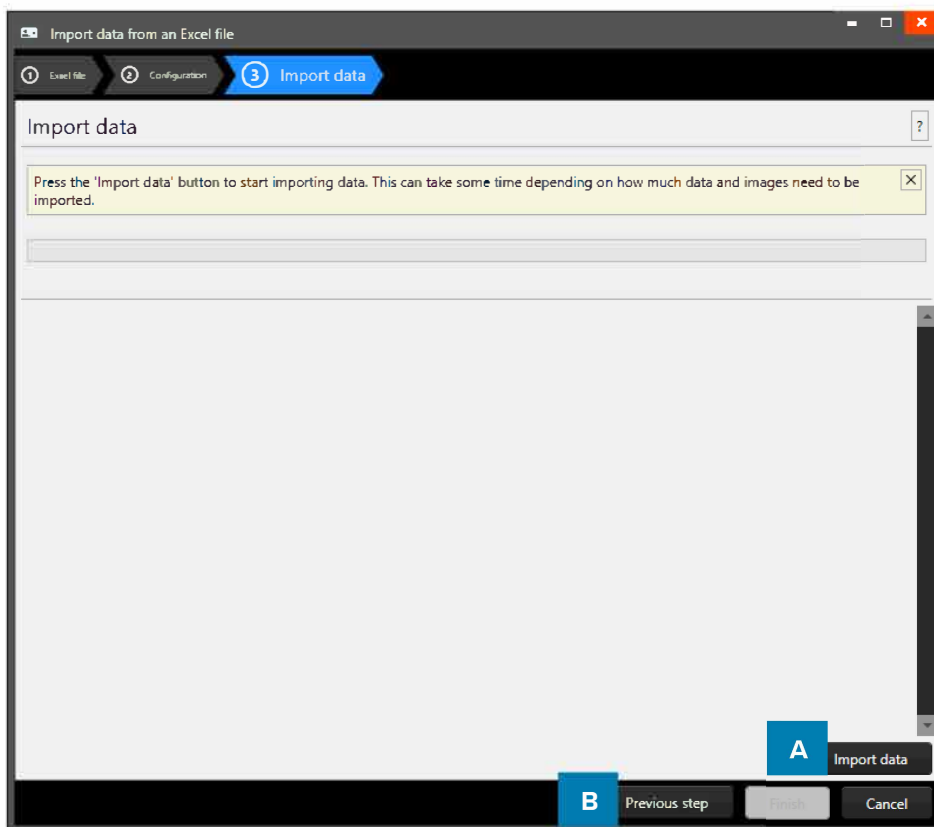 Import data from an Excel file
1 Excel file 2 Configuration 3 Import data
Import data
?
Press the 'Import data' button to start importing data. This can take some time depending on how much data and images need to be
imported.
A Import data
B Previous step Finish Cancel